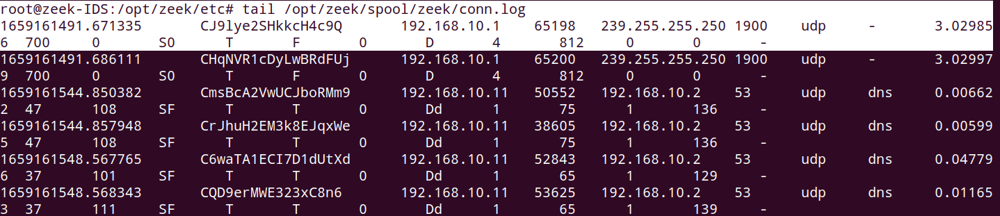 root@zeek-IDS:/opt/zeek/etc# tail /opt/zeek/spool/zeek/conn.log
1659161491.671335 CJ9lye2SHkkcH4c9Q 192.168.10.1 65198 239.255.255.250 1900 udp - 3.02985
6 700 0 S0 T F 0 D 4 812 0 0 -
1659161491.686111 CHqNVR1cDyLwBRdFUj 192.168.10.1 65200 239.255.255.250 1900 udp - 3.02997
9 700 0 S0 T F 0 D 4 812 0 0 -
1659161544.850382 CmsBcA2VwUCJboRMm9 192.168.10.11 50552 192.168.10.2 53 udp dns 0.00662
2 47 108 SF T T 0 Dd 1 75 1 136 -
1659161544.857948 CrJhuH2EM3k8EJqxWe 192.168.10.11 38605 192.168.10.2 53 udp dns 0.00599
5 47 108 SF T T 0 Dd 1 75 1 136 -
1659161548.567765 C6waTA1ECI7D1dUtXd 192.168.10.11 52843 192.168.10.2 53 udp dns 0.04779
6 37 101 SF T T 0 Dd 1 65 1 129 -
1659161548.568343 CQD9erMWE323xC8n6 192.168.10.11 53625 192.168.10.2 53 udp dns 0.01165
3 37 111 SF T T 0 Dd 1 65 1 139 -